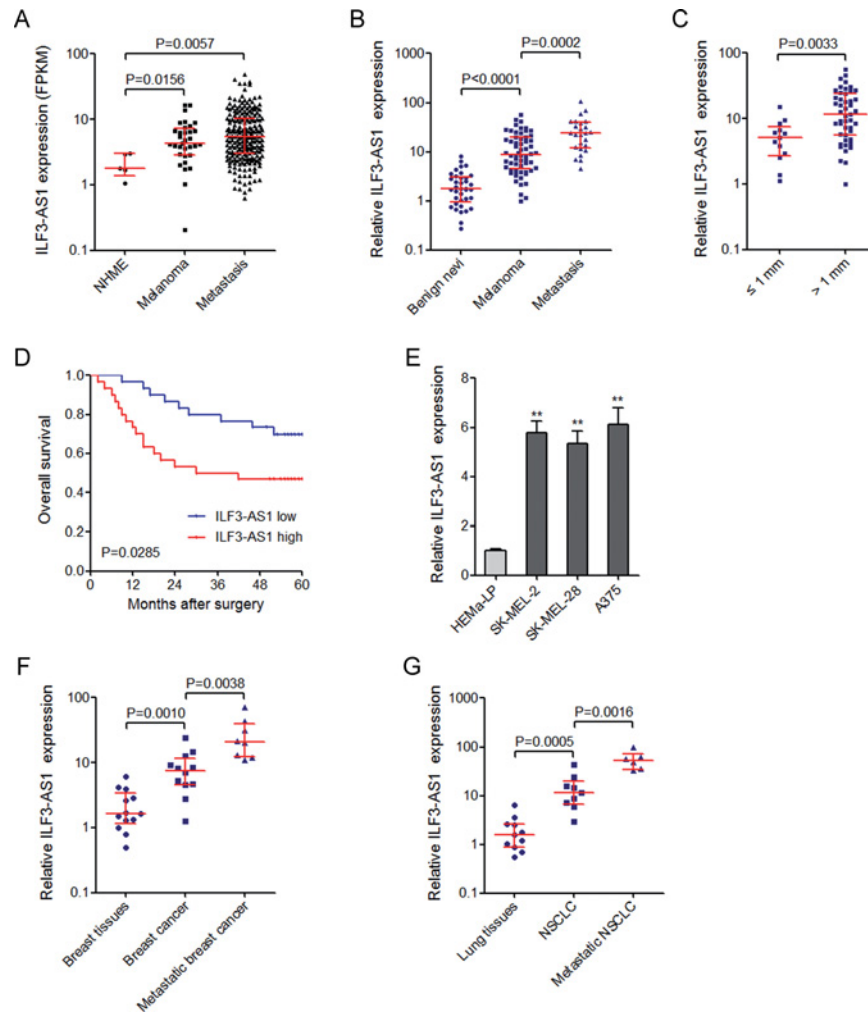 A
ILF3-AS1 expression (FPKM)
100
10
1
0.1
P=0.0057
P=0.0156
NHME
Melanoma
Metastasis
B
Relative ILF3-AS1 expression
1000
100
10
1
0.1
P=0.0002
P<0.0001
Benign nevi
Melanoma
Metastasis
C
Relative ILF3-AS1 expression
100
10
1
0.1
P=0.0033
≤ 1 mm
> 1 mm
D
Overall survival
1.0
0.8
0.6
0.4
0.2
0.0
ILF3-AS1 low
ILF3-AS1 high
P=0.0285
0 12 24 36 48 60
Months after surgery
E
Relative ILF3-AS1 expression
8
6
4
2
0
** ** **
HEMa-LP
SK-MEL-2
SK-MEL-28
A375
F
Relative ILF3-AS1 expression
100
10
1
0.1
P=0.0038
P=0.0010
Breast tissues
Breast cancer
Metastatic breast cancer
G
Relative ILF3-AS1 expression
1000
100
10
1
0.1
P=0.0016
P=0.0005
Lung tissues
NSCLC
Metastatic NSCLC